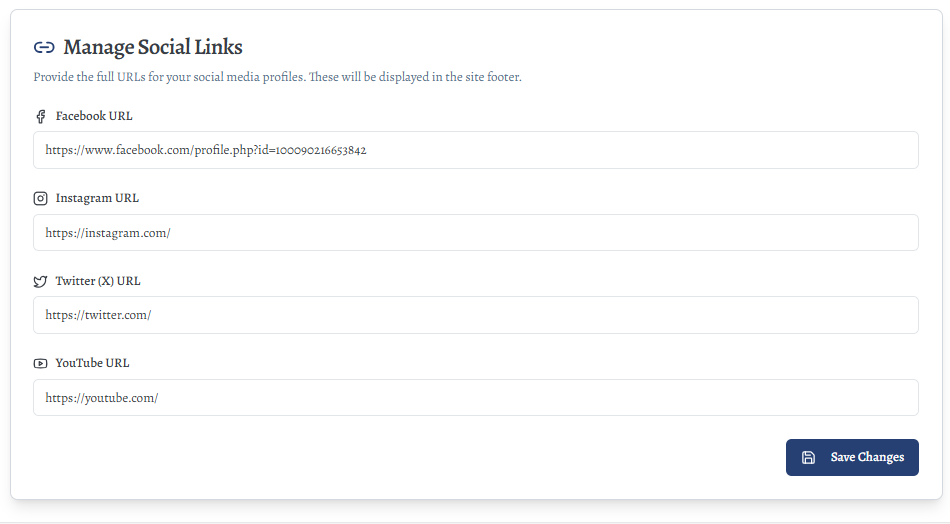 Manage Social Links
Provide the full URLs for your social media profiles. These will be displayed in the site footer.
Facebook URL
https://www.facebook.com/profile.php?id=100090216653842
Instagram URL
https://instagram.com/
Twitter (X) URL
https://twitter.com/
YouTube URL
https://youtube.com/
Save Changes